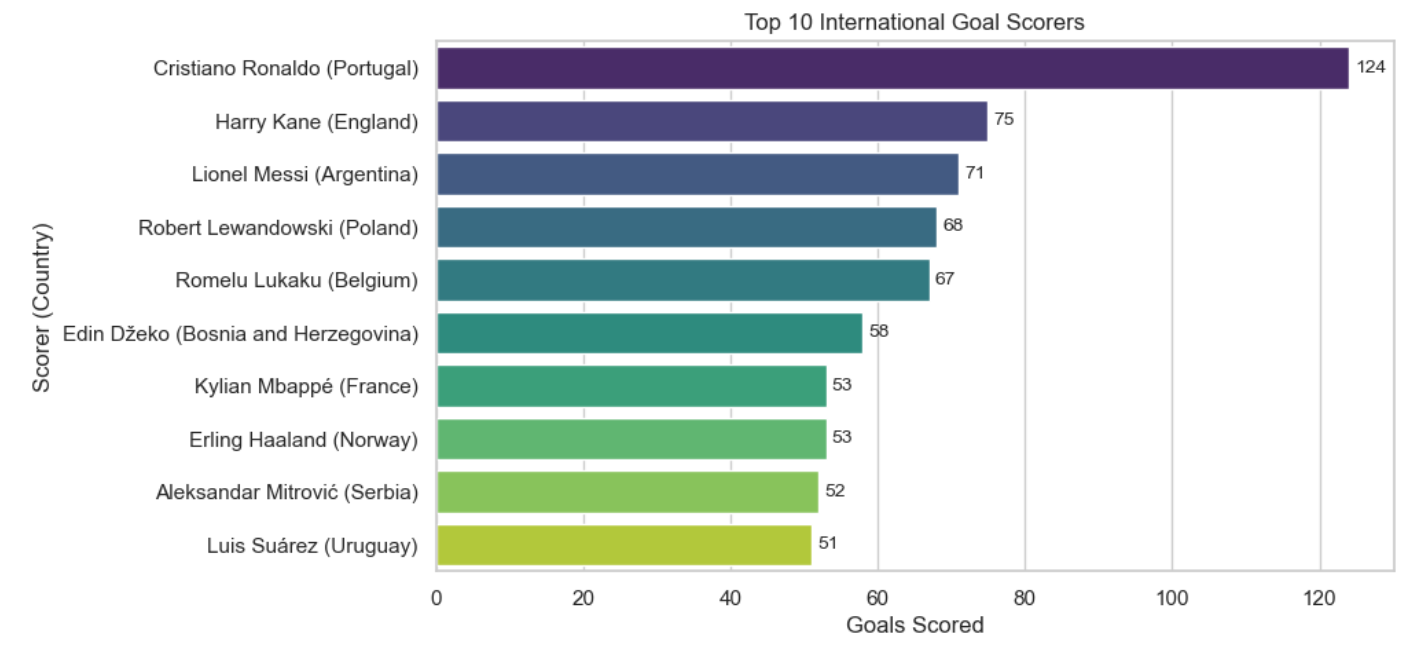 Top 10 International Goal Scorers
Scorer (Country)
Cristiano Ronaldo (Portugal) 124
Harry Kane (England) 75
Lionel Messi (Argentina) 71
Robert Lewandowski (Poland) 68
Romelu Lukaku (Belgium) 67
Edin Džeko (Bosnia and Herzegovina) 58
Kylian Mbappé (France) 53
Erling Haaland (Norway) 53
Aleksandar Mitrović (Serbia) 52
Luis Suárez (Uruguay) 51
0 20 40 60 80 100 120
Goals Scored